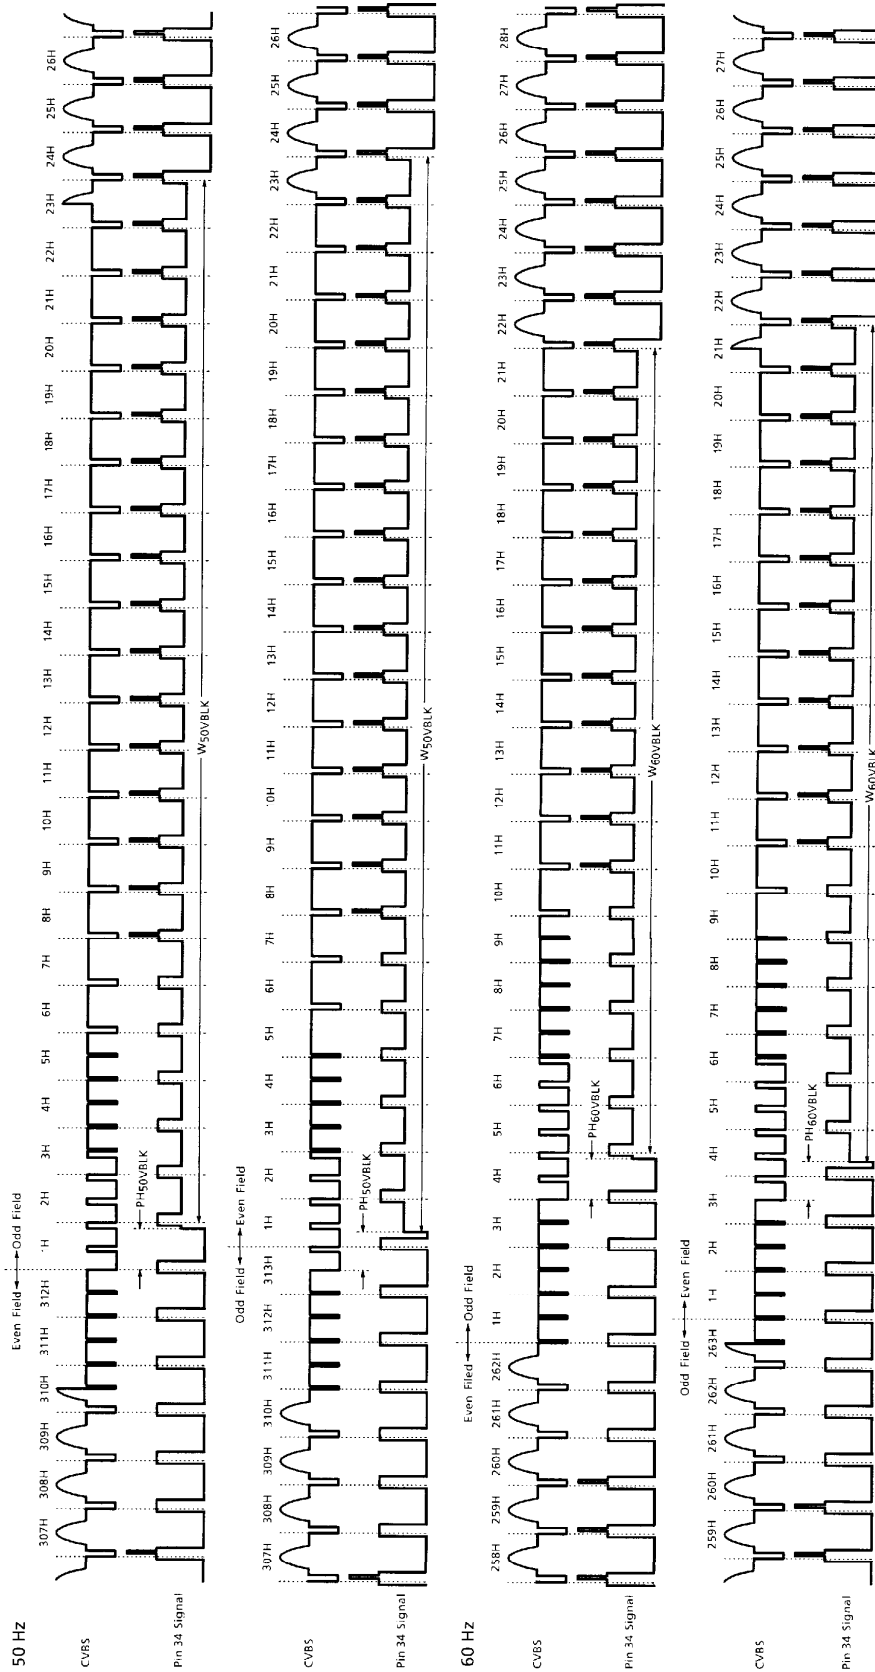 50 Hz
Even Field Odd Field
307H 308H 309H 310H 311H 312H 1H 2H 3H 4H 5H 6H 7H 8H 9H 10H 11H 12H 13H 14H 15H 16H 17H 18H 19H 20H 21H 22H 23H 24H 25H 26H
CVBS
PH50VBLK
W50VBLK
Pin 34 Signal
Odd Field Even Field
307H 308H 309H 310H 311H 312H 313H 1H 2H 3H 4H 5H 6H 7H 8H 9H 10H 11H 12H 13H 14H 15H 16H 17H 18H 19H 20H 21H 22H 23H 24H 25H 26H
CVBS
PH50VBLK
W50VBLK
Pin 34 Signal
60 Hz
Even Filed Odd Field
258H 259H 260H 261H 262H 1H 2H 3H 4H 5H 6H 7H 8H 9H 10H 11H 12H 13H 14H 15H 16H 17H 18H 19H 20H 21H 22H 23H 24H 25H 26H 27H 28H
CVBS
PH60VBLK
W60VBLK
Pin 34 Signal
Odd Field Even Field
259H 260H 261H 262H 263H 1H 2H 3H 4H 5H 6H 7H 8H 9H 10H 11H 12H 13H 14H 15H 16H 17H 18H 19H 20H 21H 22H 23H 24H 25H 26H 27H
CVBS
PH60VBLK
W60VBLK
Pin 34 Signal